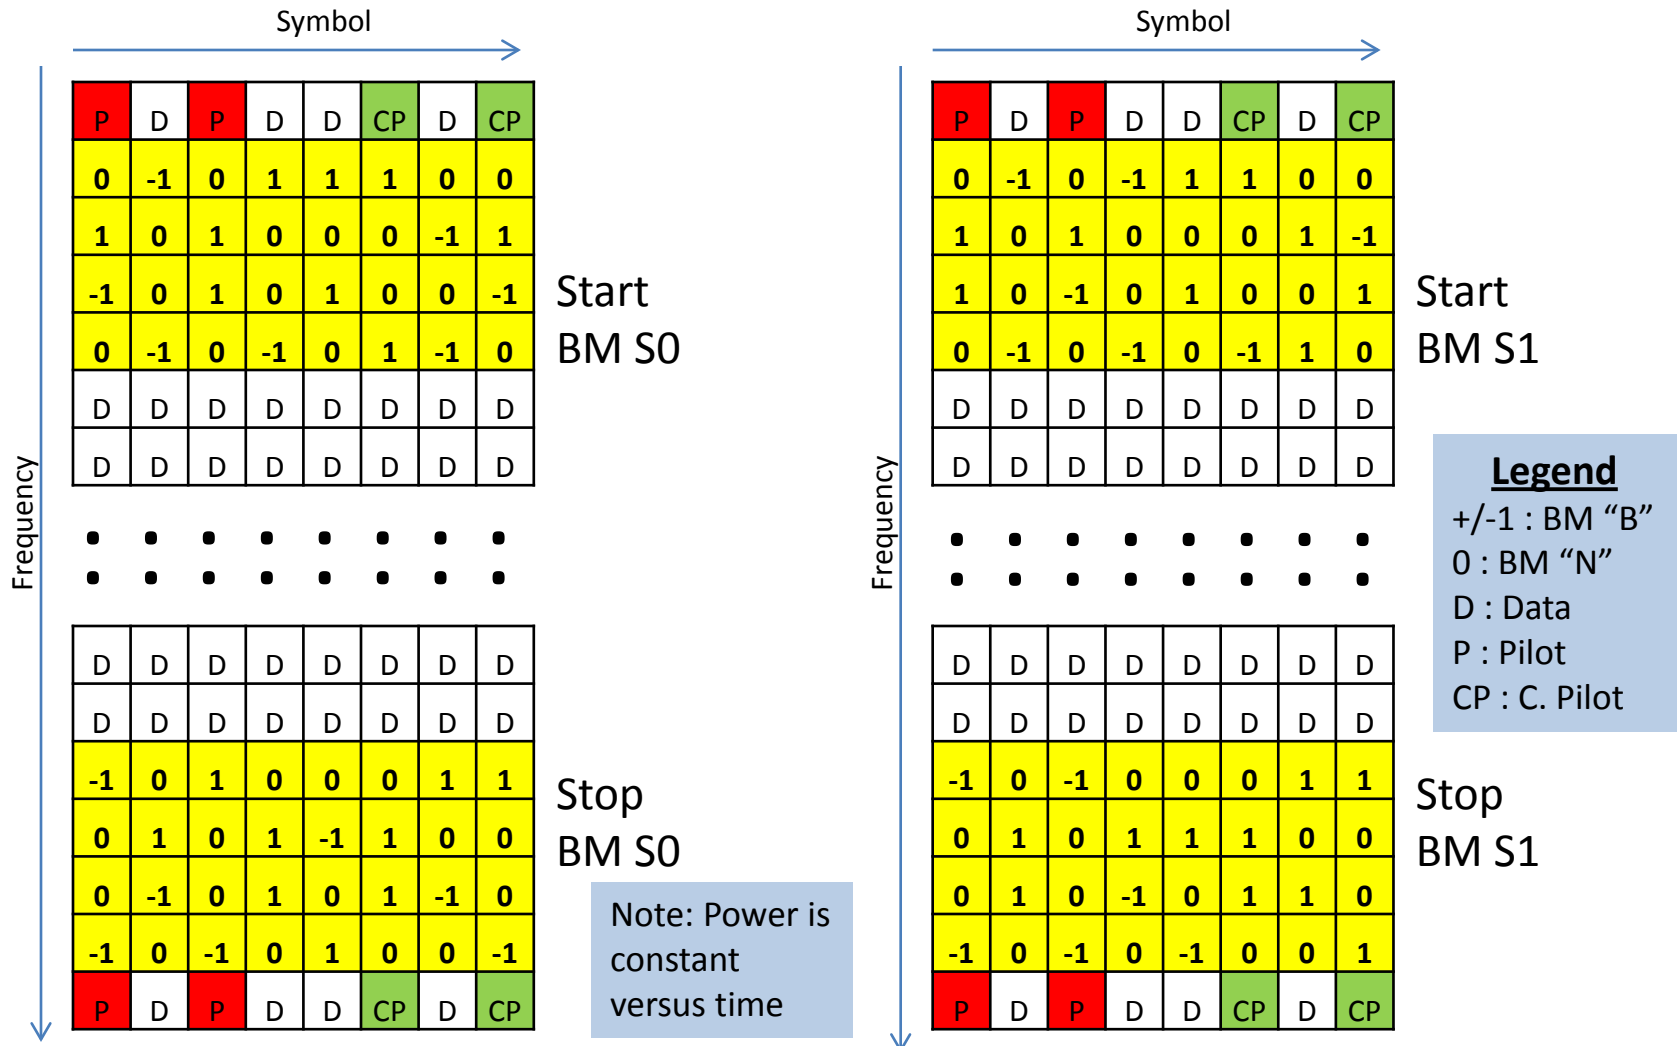 Symbol
Frequency
P D P D D CP D CP
0 -1 0 1 1 1 0 0
1 0 1 0 0 0 -1 1
-1 0 1 0 1 0 0 -1
0 -1 0 -1 0 1 -1 0
D D D D D D D D
D D D D D D D D
Start
BM S0
D D D D D D D D
D D D D D D D D
-1 0 1 0 0 0 1 1
0 1 0 1 -1 1 0 0
0 -1 0 1 0 1 -1 0
-1 0 -1 0 1 0 0 -1
P D P D D CP D CP
Stop
BM S0
Note: Power is
constant
versus time
Symbol
Frequency
P D P D D CP D CP
0 -1 0 -1 1 1 0 0
1 0 1 0 0 0 1 -1
1 0 -1 0 1 0 0 1
0 -1 0 -1 0 -1 1 0
D D D D D D D D
D D D D D D D D
Start
BM S1
D D D D D D D D
D D D D D D D D
-1 0 -1 0 0 0 1 1
0 1 0 1 1 1 0 0
0 1 0 -1 0 1 1 0
-1 0 -1 0 -1 0 0 1
P D P D D CP D CP
Stop
BM S1
Legend
+/-1 : BM “B”
0 : BM “N”
D : Data
P : Pilot
CP : C. Pilot